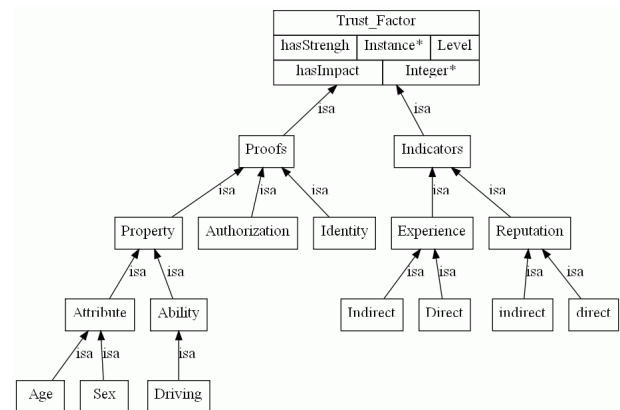 Trust_Factor
hasStrengh Instance* Level
hasImpact Integer*
isa isa
Proofs Indicators
isa isa isa isa isa
Property Authorization Identity Experience Reputation
isa isa isa isa isa isa
Attribute Ability Indirect Direct indirect direct
isa isa isa
Age Sex Driving